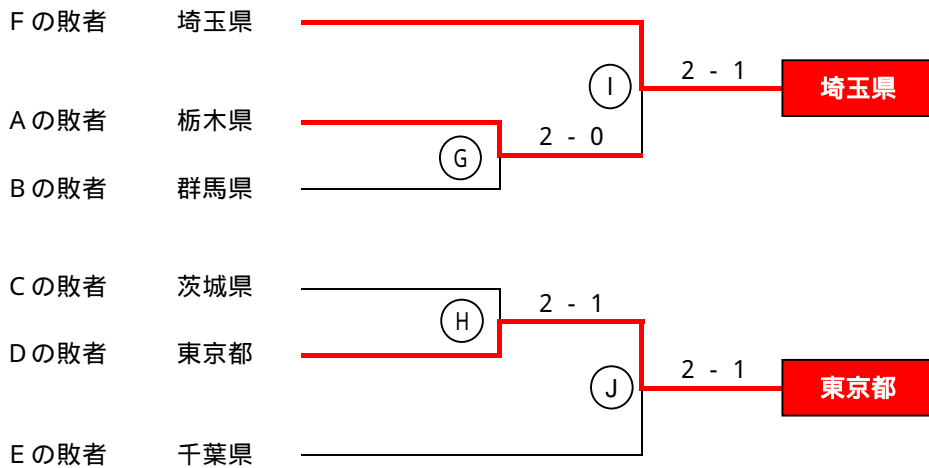 Fの敗者 埼玉県
2 - 1
I
埼玉県
Aの敗者 栃木県
2 - 0
G
Bの敗者 群馬県
Cの敗者 茨城県
2 - 1
H
Dの敗者 東京都
2 - 1
J
東京都
Eの敗者 千葉県